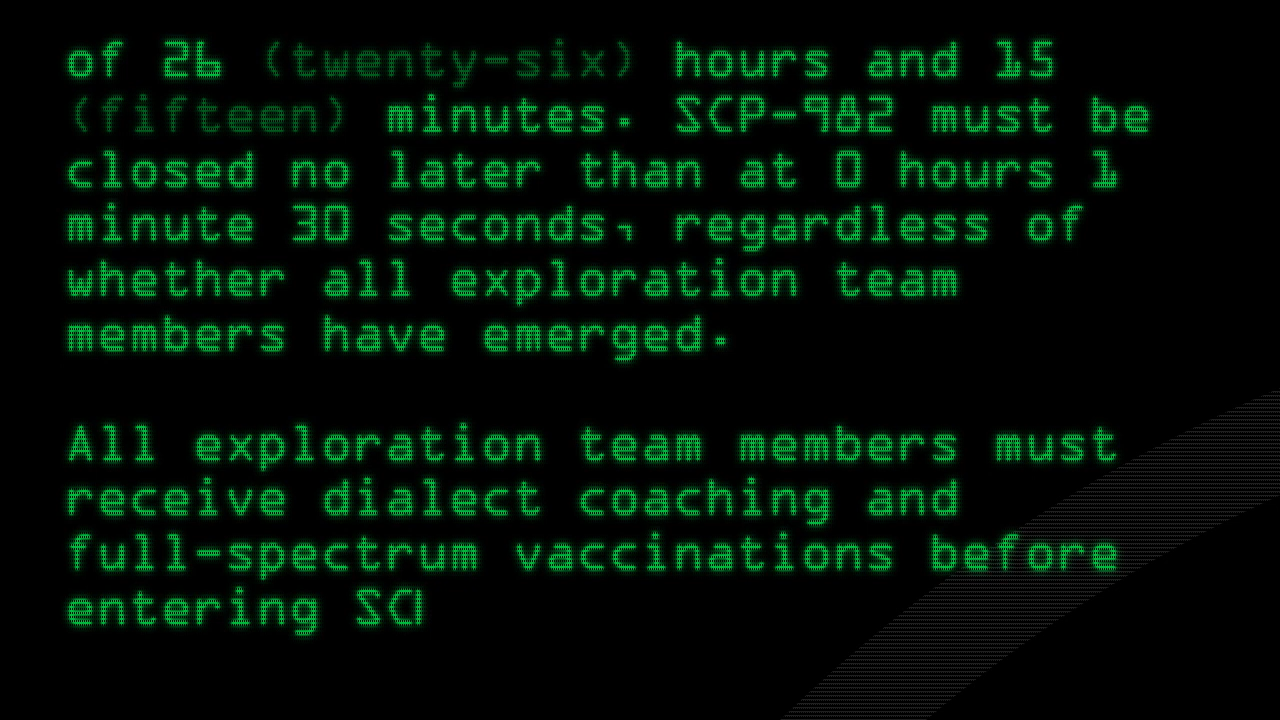 of 26 (twenty-six) hours and 15
(fifteen) minutes. SCP-982 must be
closed no later than at 0 hours 1
minute 30 seconds, regardless of
whether all exploration team
members have emerged.
All exploration team members must
receive dialect coaching and
full-spectrum vaccinations before
entering